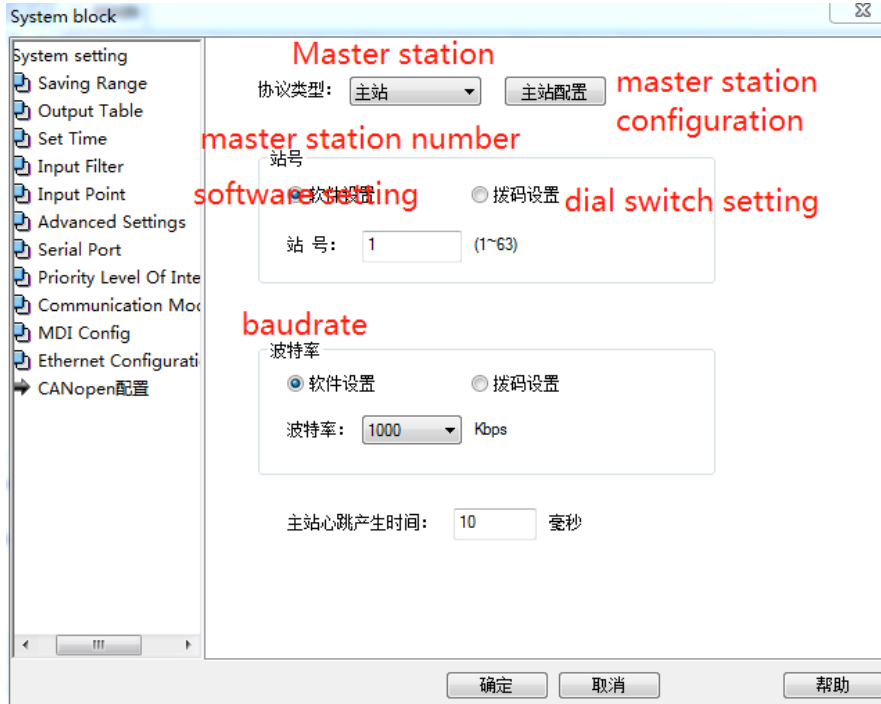 System block
System setting
Saving Range
Output Table
Set Time
Input Filter
Input Point
Advanced Settings
Serial Port
Priority Level Of Inte
Communication Mod
MDI Config
Ethernet Configurati
CANopen配置
Master station
协议类型： 主站 主站配置
master station
configuration
master station number
站号
软件设置 拨码设置
software setting
dial switch setting
站 号： 1 (1~63)
baudrate
波特率
软件设置 拨码设置
波特率： 1000 Kbps
主站心跳产生时间： 10 毫秒
确定 取消 帮助